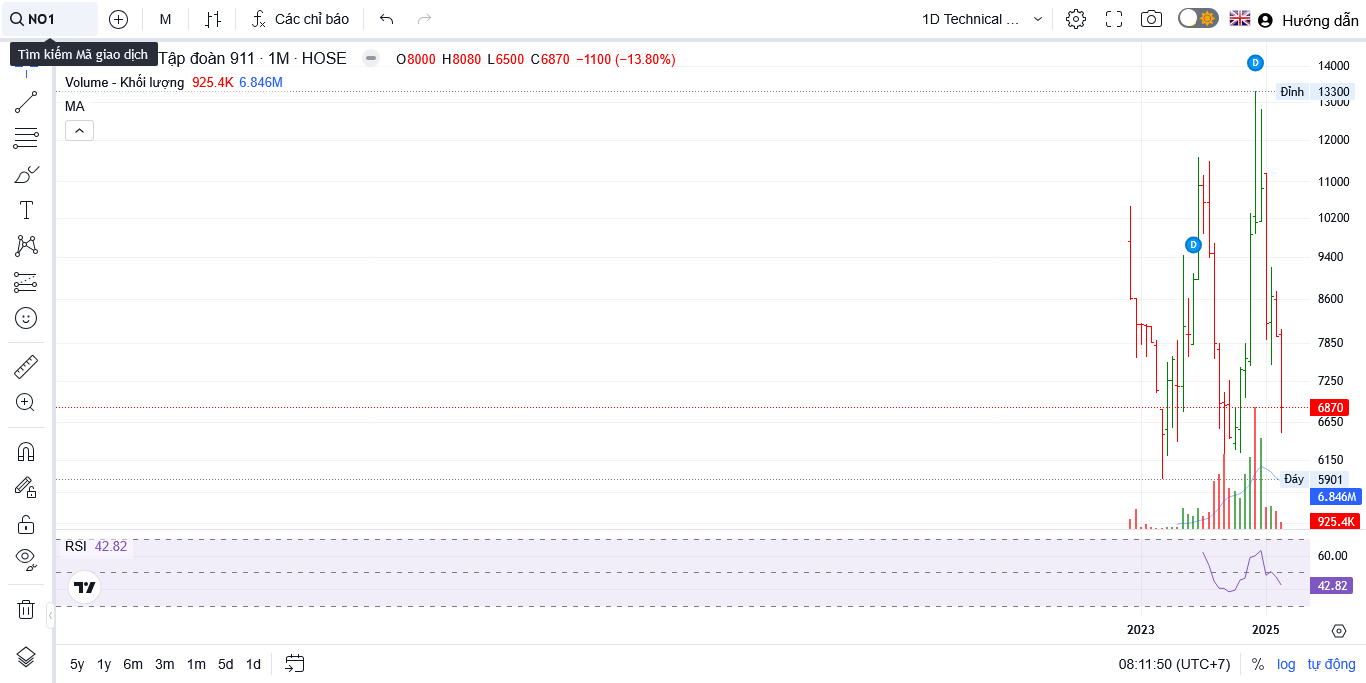 NO1
M
Các chỉ báo
1D Technical ...
Hướng dẫn
Tìm kiếm Mã giao dịch
Tập đoàn 911 · 1M · HOSE
O8000 H8080 L6500 C6870 −1100 (−13.80%)
Volume - Khối lượng 925.4K 6.846M
MA
D
D
14000
Đỉnh 13300
13000
12000
11000
10200
9400
8600
7850
7250
6870
6650
6150
Đáy 5901
6.846M
925.4K
RSI 42.82
60.00
42.82
2023
2025
5y 1y 6m 3m 1m 5d 1d
08:11:50 (UTC+7)
% log tự động